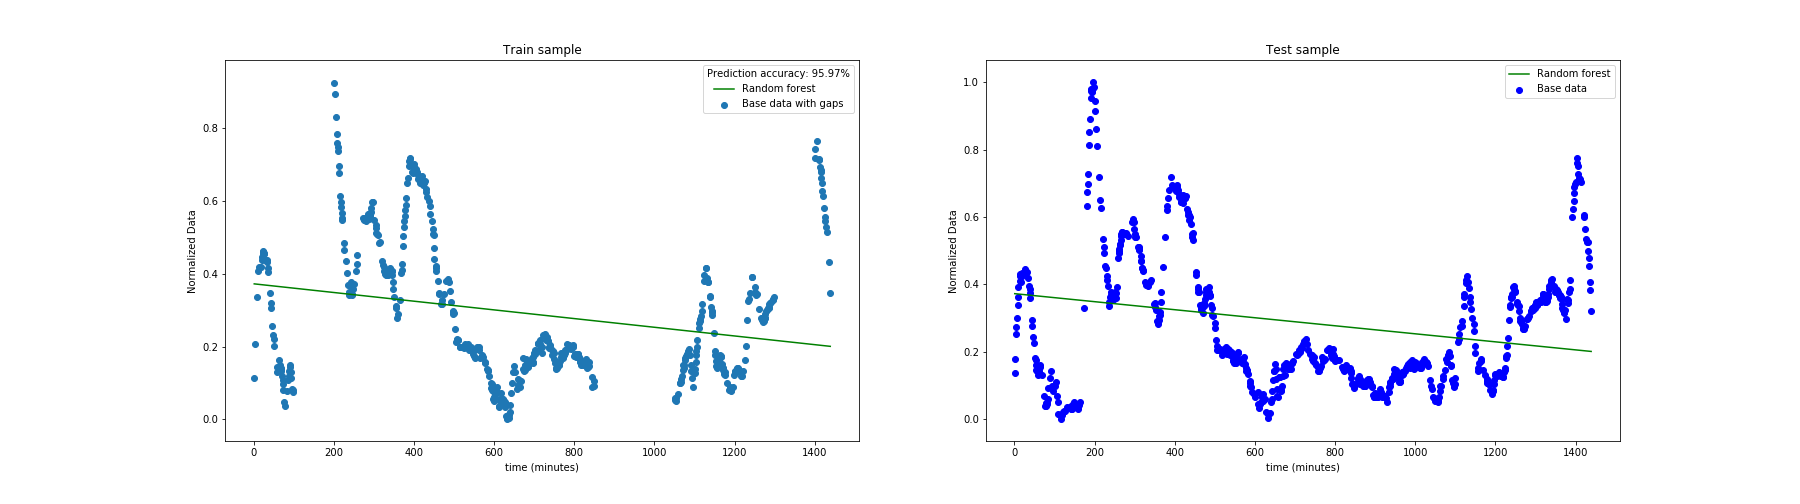 Train sample
Prediction accuracy: 95.97%
Random forest
Base data with gaps
Normalized Data
0.8
0.6
0.4
0.2
0.0
0 200 400 600 800 1000 1200 1400
time (minutes)
Test sample
Random forest
Base data
Normalized Data
1.0
0.8
0.6
0.4
0.2
0.0
0 200 400 600 800 1000 1200 1400
time (minutes)